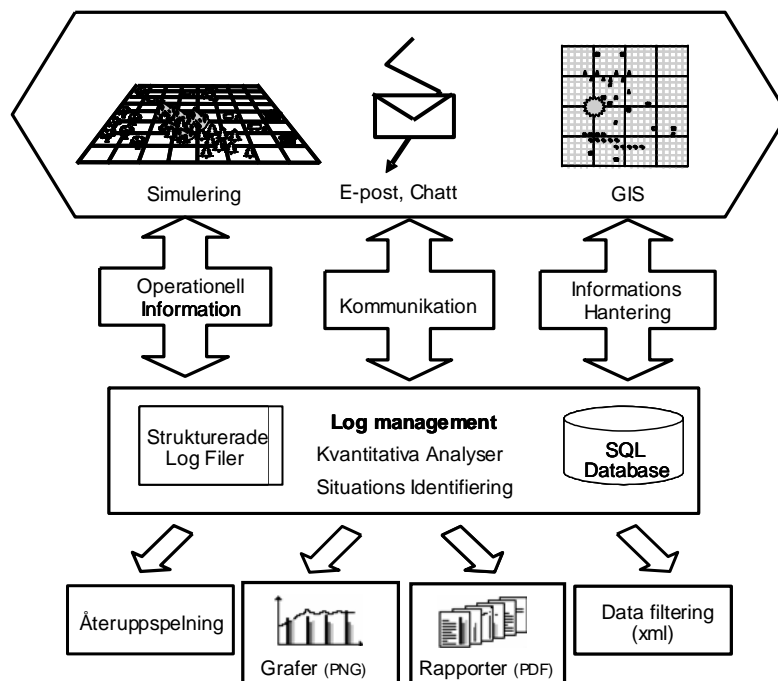 Simulering
E-post, Chatt
GIS
Operationell
Information
Kommunikation
Informations
Hantering
Strukturerade
Log Filer
Log management
Kvantitativa Analyser
Situations Identifiering
SQL
Database
Återuppspelning
Grafer (PNG)
Rapporter (PDF)
Data filtering
(xml)